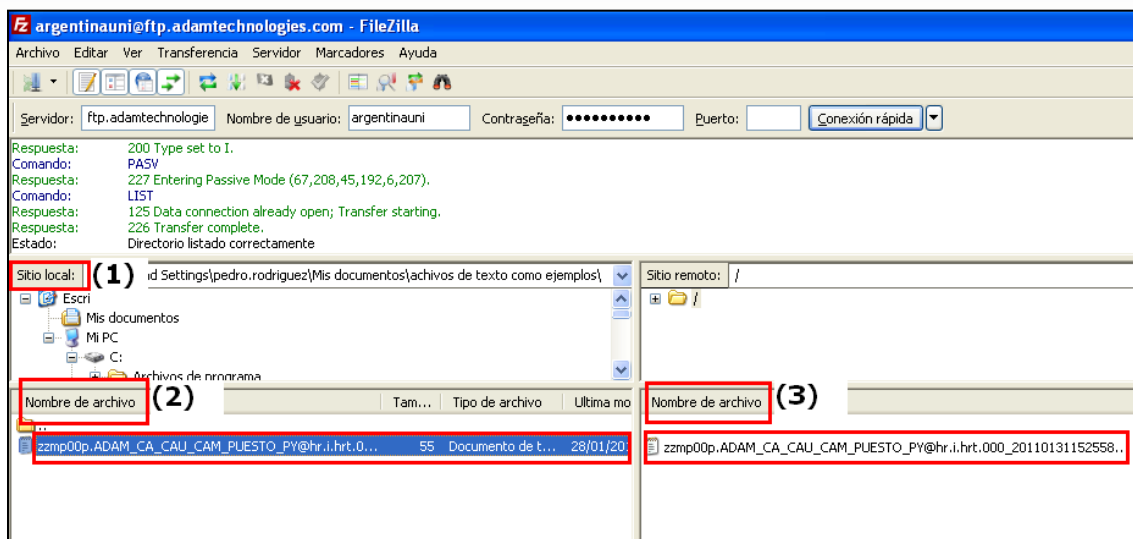 argentinauni@ftp.adamtechnologies.com - FileZilla
Archivo Editar Ver Transferencia Servidor Marcadores Ayuda
Servidor: ftp.adamtechnologie Nombre de usuario: argentinauni Contraseña: ●●●●●●●●●● Puerto: Conexión rápida
Respuesta: 200 Type set to I.
Comando: PASV
Respuesta: 227 Entering Passive Mode (67,208,45,192,6,207).
Comando: LIST
Respuesta: 125 Data connection already open; Transfer starting.
Respuesta: 226 Transfer complete.
Estado: Directorio listado correctamente
Sitio local: (1) d Settings\pedro.rodriguez\Mis documentos\achivos de texto como ejemplos\
Escri
Mis documentos
Mi PC
C:
Archivos de programa
Sitio remoto: /
/
Nombre de archivo (2) Tam... Tipo de archivo Ultima mo
..
zzmp00p.ADAM_CA_CAU_CAM_PUESTO_PY@hr.i.hrt.0... 55 Documento de t... 28/01/201
Nombre de archivo (3)
zzmp00p.ADAM_CA_CAU_CAM_PUESTO_PY@hr.i.hrt.000_20110131152558..